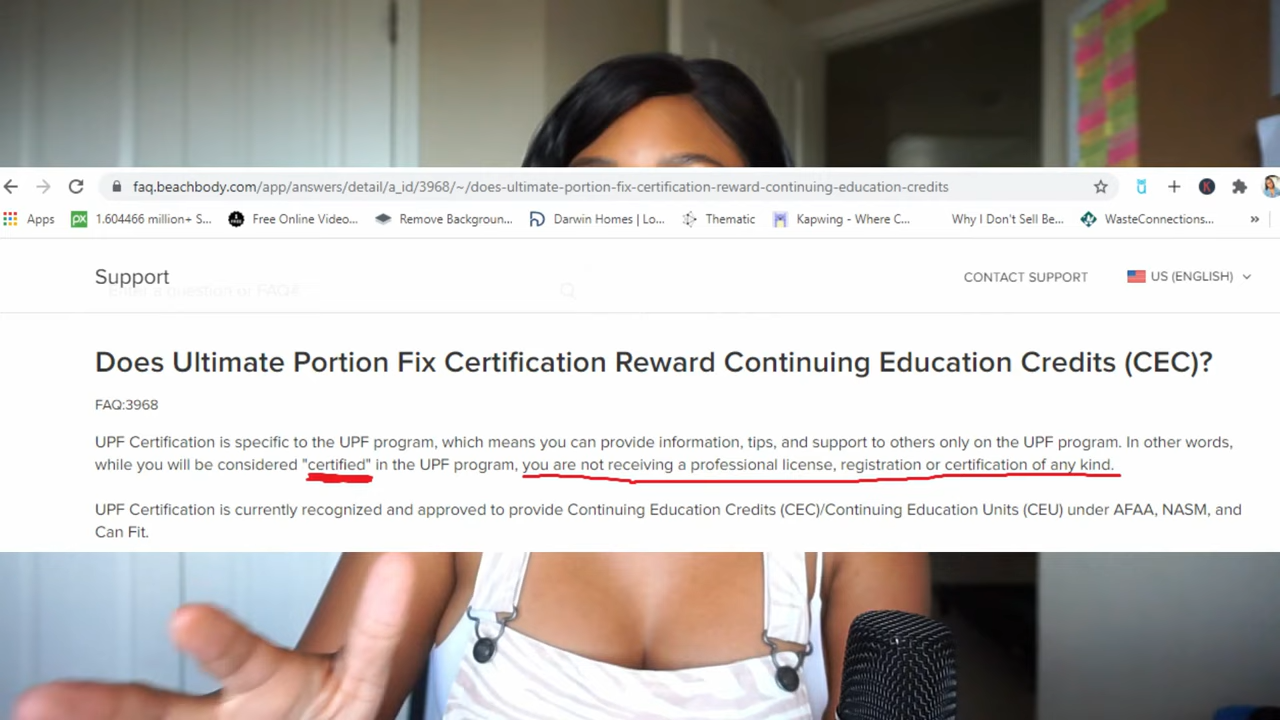 faq.beachbody.com/app/answers/detail/a_id/3968/~/does-ultimate-portion-fix-certification-reward-continuing-education-credits
Apps 1.604466 million+ S... Free Online Video... Remove Backgroun... Darwin Homes | Lo... Thematic Kapwing - Where C... Why I Don't Sell Be... WasteConnections... »
Support CONTACT SUPPORT US (ENGLISH)
Enter a question or FAQ#
Does Ultimate Portion Fix Certification Reward Continuing Education Credits (CEC)?
FAQ:3968
UPF Certification is specific to the UPF program, which means you can provide information, tips, and support to others only on the UPF program. In other words,
while you will be considered "certified" in the UPF program, you are not receiving a professional license, registration or certification of any kind.
UPF Certification is currently recognized and approved to provide Continuing Education Credits (CEC)/Continuing Education Units (CEU) under AFAA, NASM, and
Can Fit.